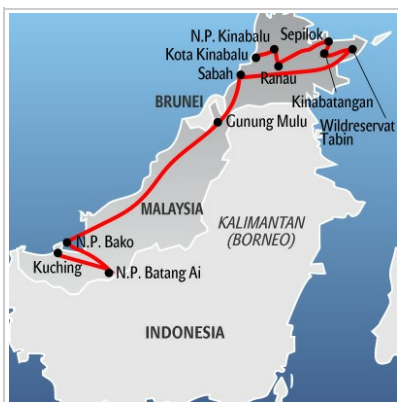 N.P. Kinabalu
Sepilok
Kota Kinabalu
Sabah
Ranau
Kinabatangan
BRUNEI
Wildreservat
Tabin
Gunung Mulu
MALAYSIA
KALIMANTAN
(BORNEO)
N.P. Bako
Kuching
N.P. Batang Ai
INDONESIA